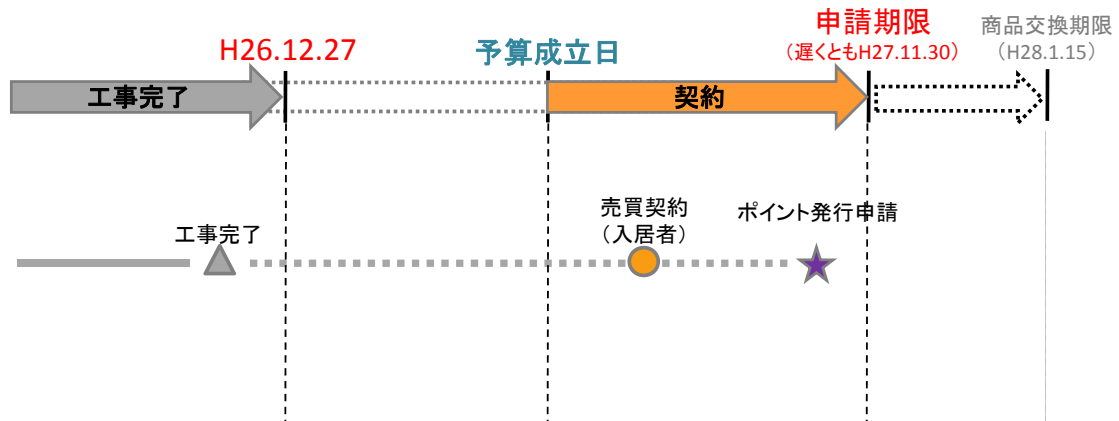 H26.12.27
予算成立日
申請期限
（遅くともH27.11.30）
商品交換期限
（H28.1.15）
工事完了
契約
工事完了
売買契約
（入居者）
ポイント発行申請